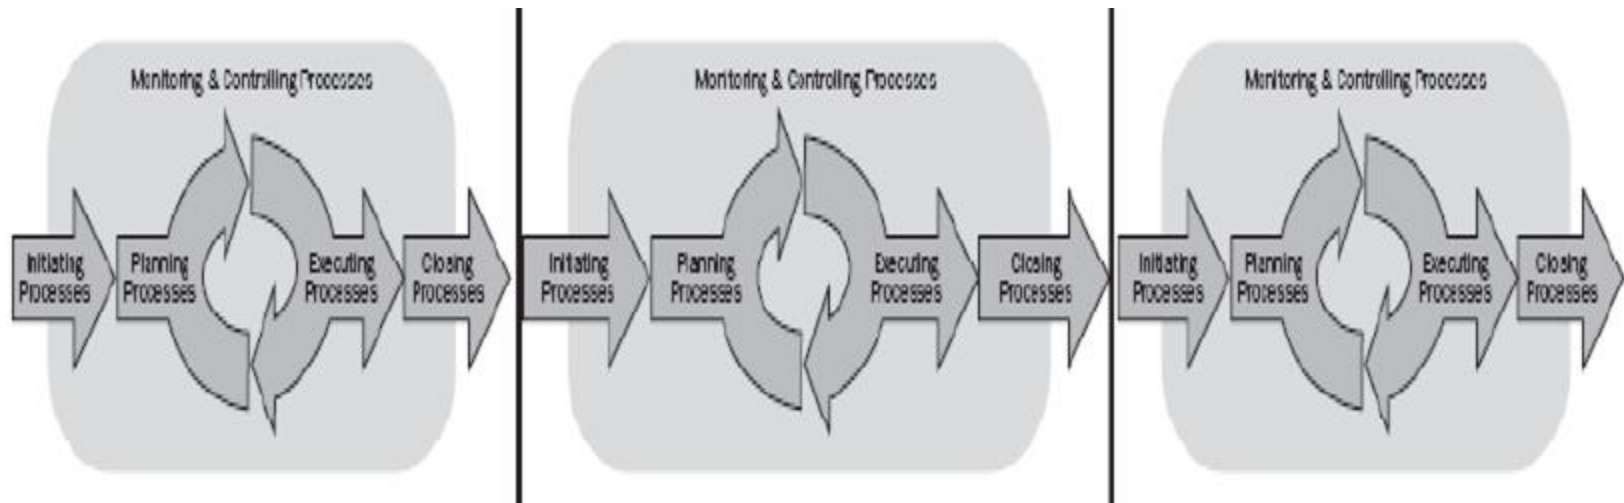 Monitoring & Controlling Processes
Initiating
Processes
Planning
Processes
Executing
Processes
Closing
Processes
Monitoring & Controlling Processes
Initiating
Processes
Planning
Processes
Executing
Processes
Closing
Processes
Monitoring & Controlling Processes
Initiating
Processes
Planning
Processes
Executing
Processes
Closing
Processes